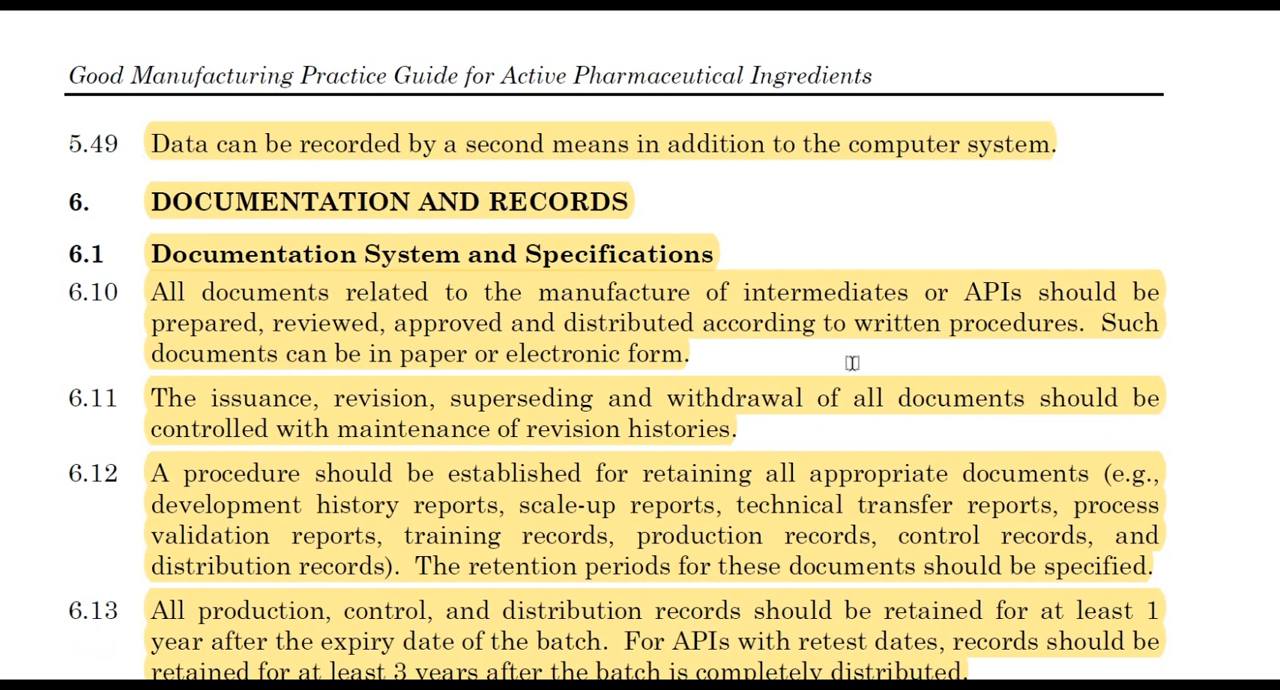 Good Manufacturing Practice Guide for Active Pharmaceutical Ingredients
5.49 Data can be recorded by a second means in addition to the computer system.
6. DOCUMENTATION AND RECORDS
6.1 Documentation System and Specifications
6.10 All documents related to the manufacture of intermediates or APIs should be
prepared, reviewed, approved and distributed according to written procedures. Such
documents can be in paper or electronic form.
6.11 The issuance, revision, superseding and withdrawal of all documents should be
controlled with maintenance of revision histories.
6.12 A procedure should be established for retaining all appropriate documents (e.g.,
development history reports, scale-up reports, technical transfer reports, process
validation reports, training records, production records, control records, and
distribution records). The retention periods for these documents should be specified.
6.13 All production, control, and distribution records should be retained for at least 1
year after the expiry date of the batch. For APIs with retest dates, records should be
retained for at least 3 years after the batch is completely distributed.